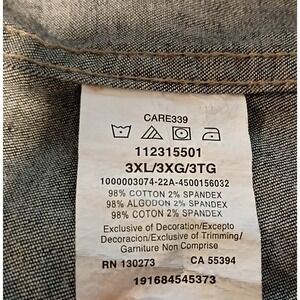 CARE339
112315501
3XL/3XG/3TG
1000003074-22A-4500156032
98% COTTON 2% SPANDEX
98% ALGODON 2% SPANDEX
98% COTON 2% SPANDEX
Exclusive of Decoration/Excepto
Decoracion/Exclusive of Trimming/
Garniture Non Comprise
RN 130273 CA 55394
191684545373